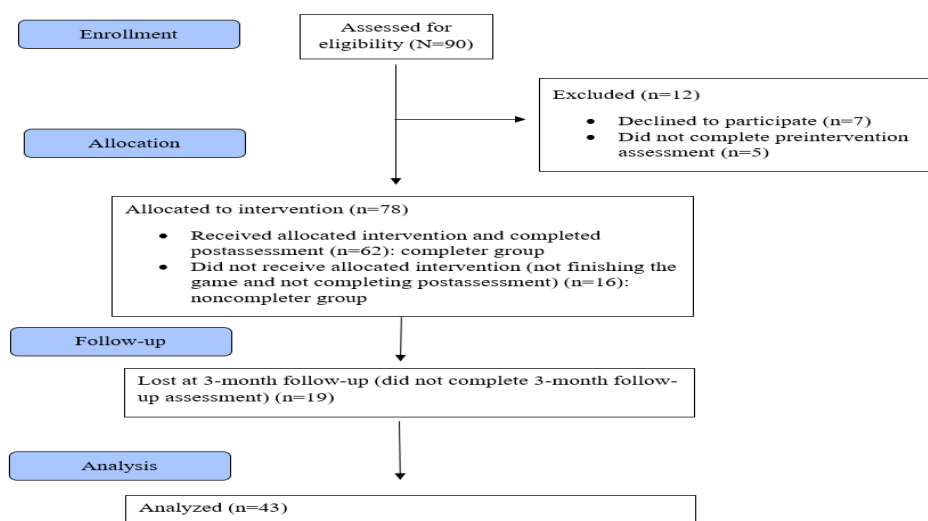 Enrollment
Assessed for
eligibility (N=90)
Excluded (n=12)
• Declined to participate (n=7)
• Did not complete preintervention
assessment (n=5)
Allocation
Allocated to intervention (n=78)
• Received allocated intervention and completed
postassessment (n=62): completer group
• Did not receive allocated intervention (not finishing the
game and not completing postassessment) (n=16):
noncompleter group
Follow-up
Lost at 3-month follow-up (did not complete 3-month follow-
up assessment) (n=19)
Analysis
Analyzed (n=43)